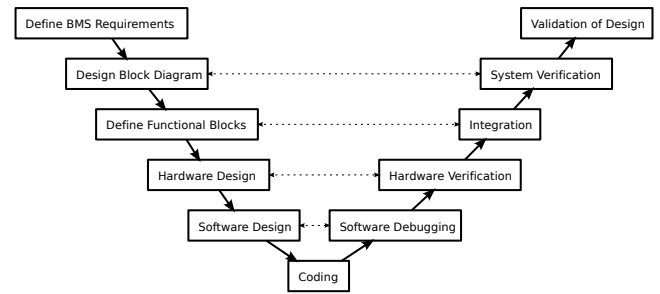 Define BMS Requirements
Validation of Design
Design Block Diagram
System Verification
Define Functional Blocks
Integration
Hardware Design
Hardware Verification
Software Design
Software Debugging
Coding